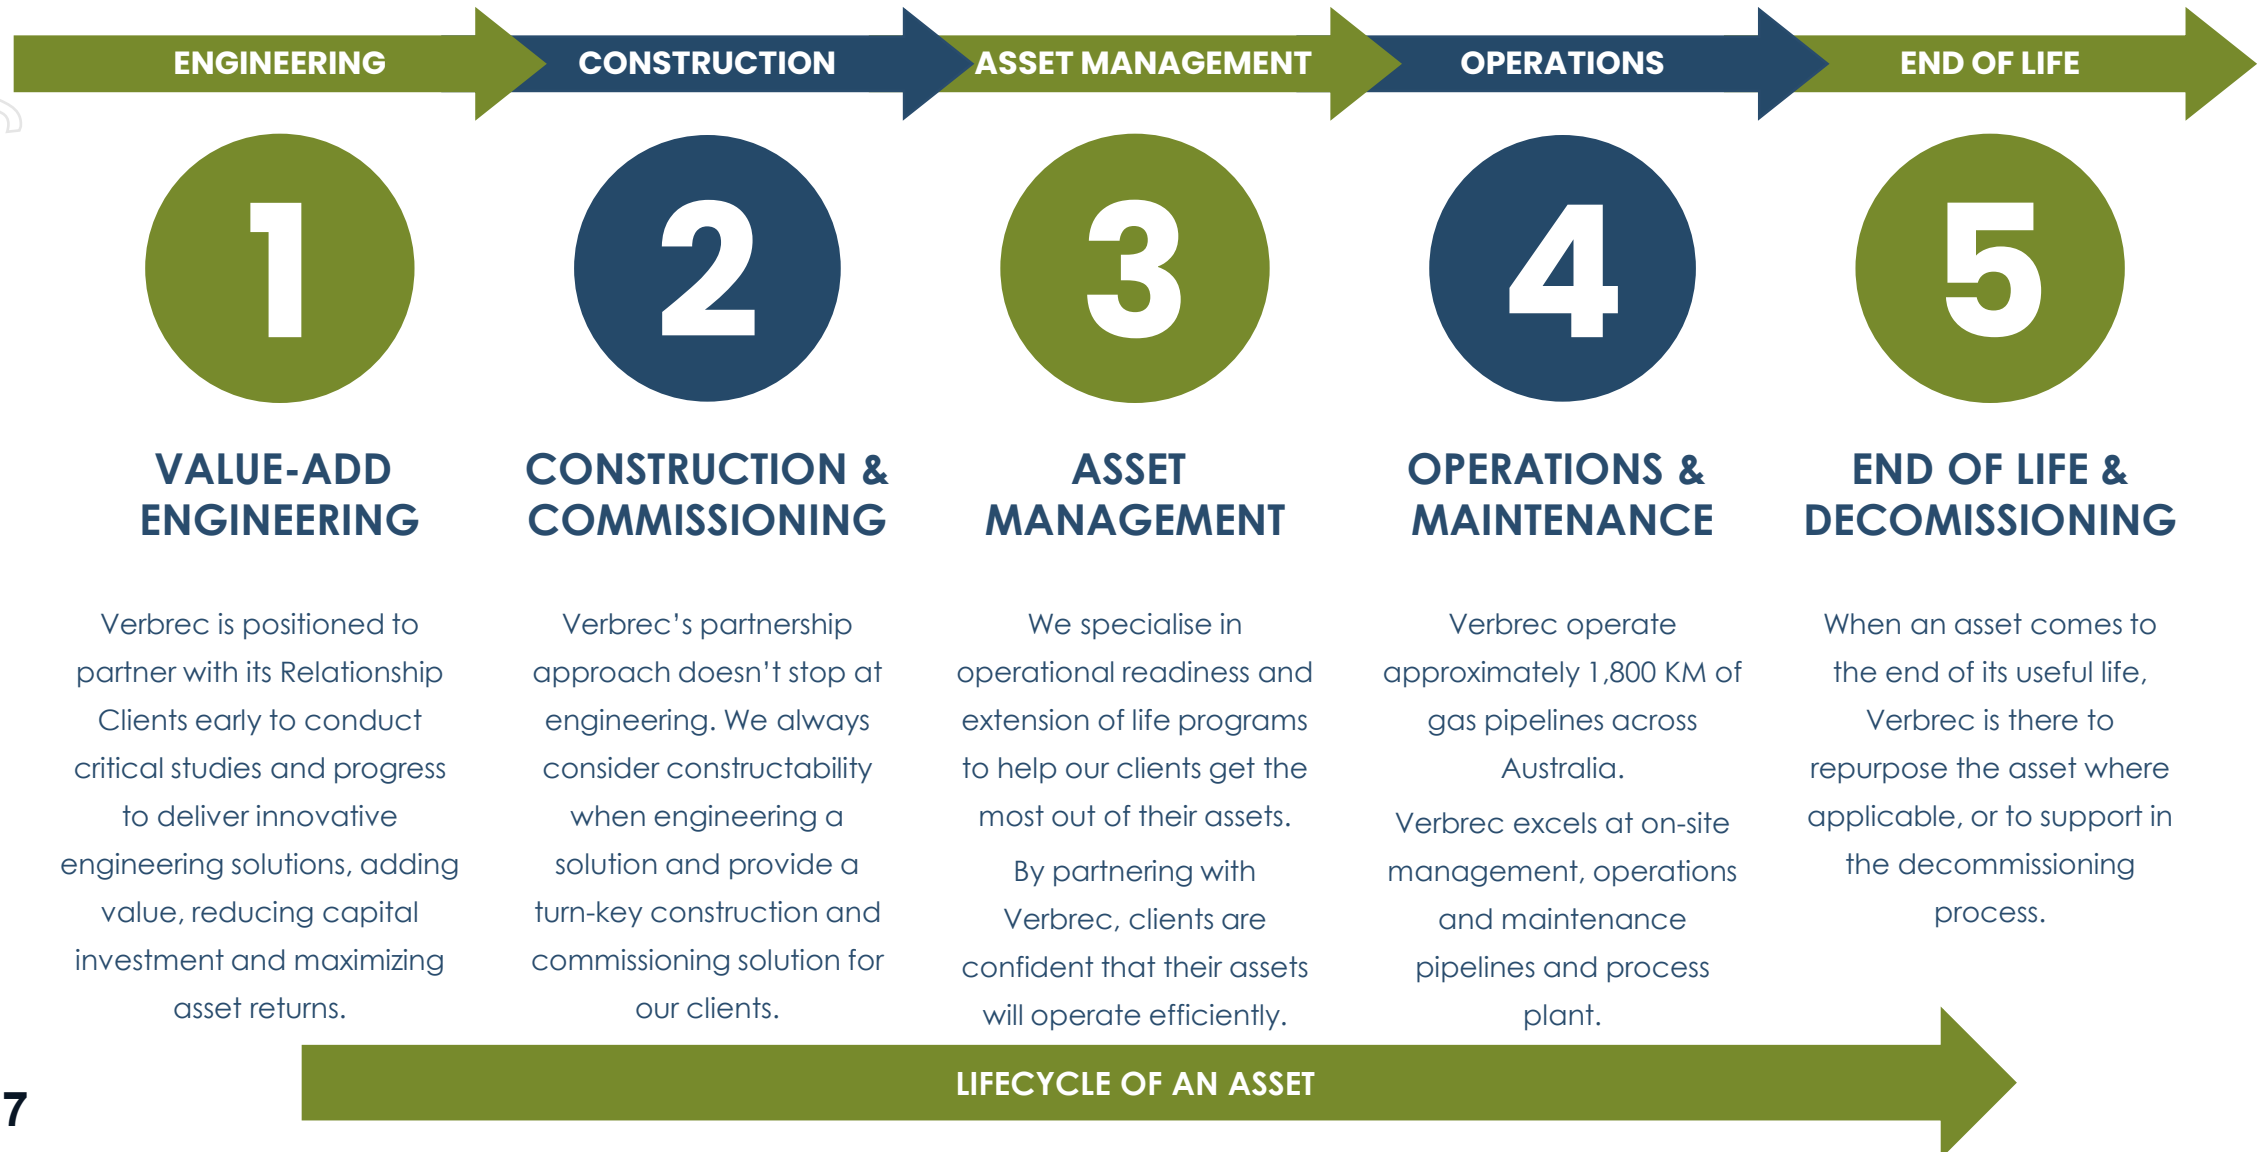 ENGINEERING
CONSTRUCTION
ASSET MANAGEMENT
OPERATIONS
END OF LIFE
1
2
3
4
5
VALUE-ADD
ENGINEERING
Verbrec is positioned to
partner with its Relationship
Clients early to conduct
critical studies and progress
to deliver innovative
engineering solutions, adding
value, reducing capital
investment and maximizing
asset returns.
CONSTRUCTION &
COMMISSIONING
Verbrec’s partnership
approach doesn’t stop at
engineering. We always
consider constructability
when engineering a
solution and provide a
turn-key construction and
commissioning solution for
our clients.
ASSET
MANAGEMENT
We specialise in
operational readiness and
extension of life programs
to help our clients get the
most out of their assets.
By partnering with
Verbrec, clients are
confident that their assets
will operate efficiently.
OPERATIONS &
MAINTENANCE
Verbrec operate
approximately 1,800 KM of
gas pipelines across
Australia.
Verbrec excels at on-site
management, operations
and maintenance
pipelines and process
plant.
END OF LIFE &
DECOMISSIONING
When an asset comes to
the end of its useful life,
Verbrec is there to
repurpose the asset where
applicable, or to support in
the decommissioning
process.
LIFECYCLE OF AN ASSET
7